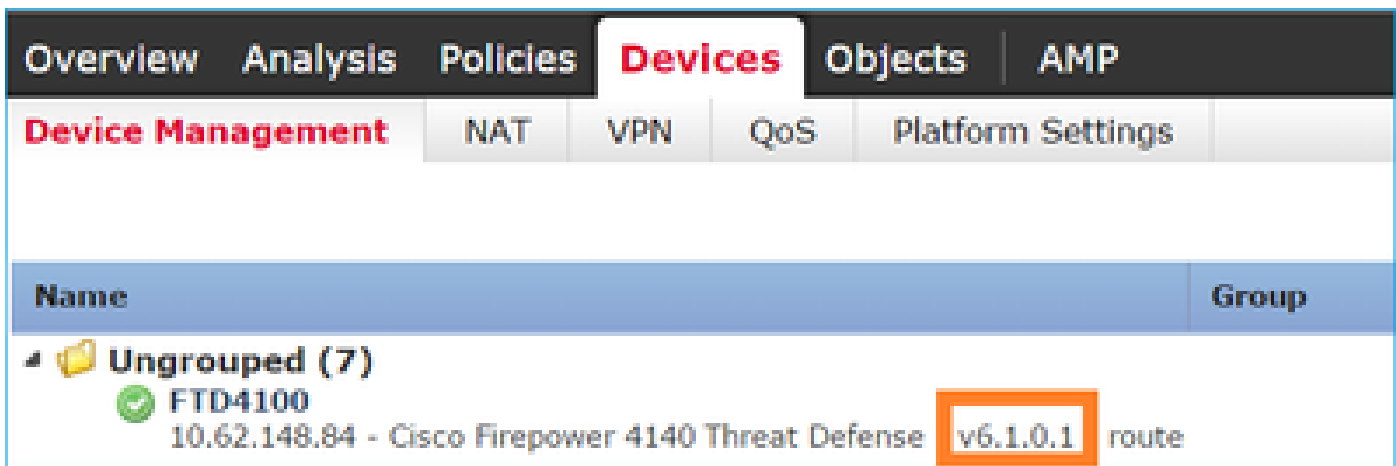 Overview Analysis Policies Devices Objects AMP
Device Management NAT VPN QoS Platform Settings
Name Group
Ungrouped (7)
FTD4100
10.62.148.84 - Cisco Firepower 4140 Threat Defense v6.1.0.1 route